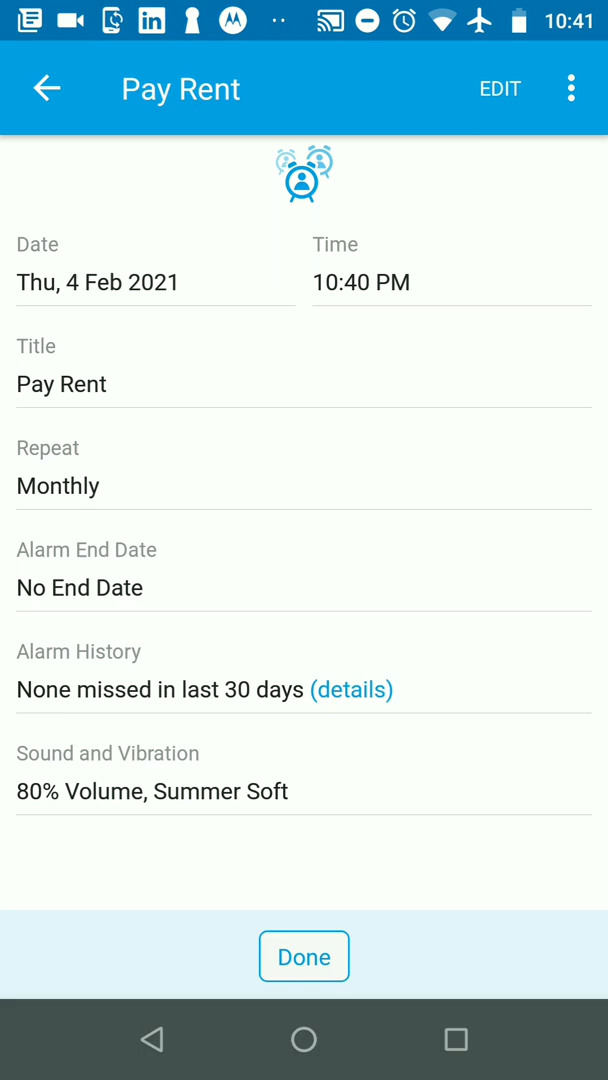 10:41
Pay Rent
EDIT
Date
Time
Thu, 4 Feb 2021
10:40 PM
Title
Pay Rent
Repeat
Monthly
Alarm End Date
No End Date
Alarm History
None missed in last 30 days (details)
Sound and Vibration
80% Volume, Summer Soft
Done